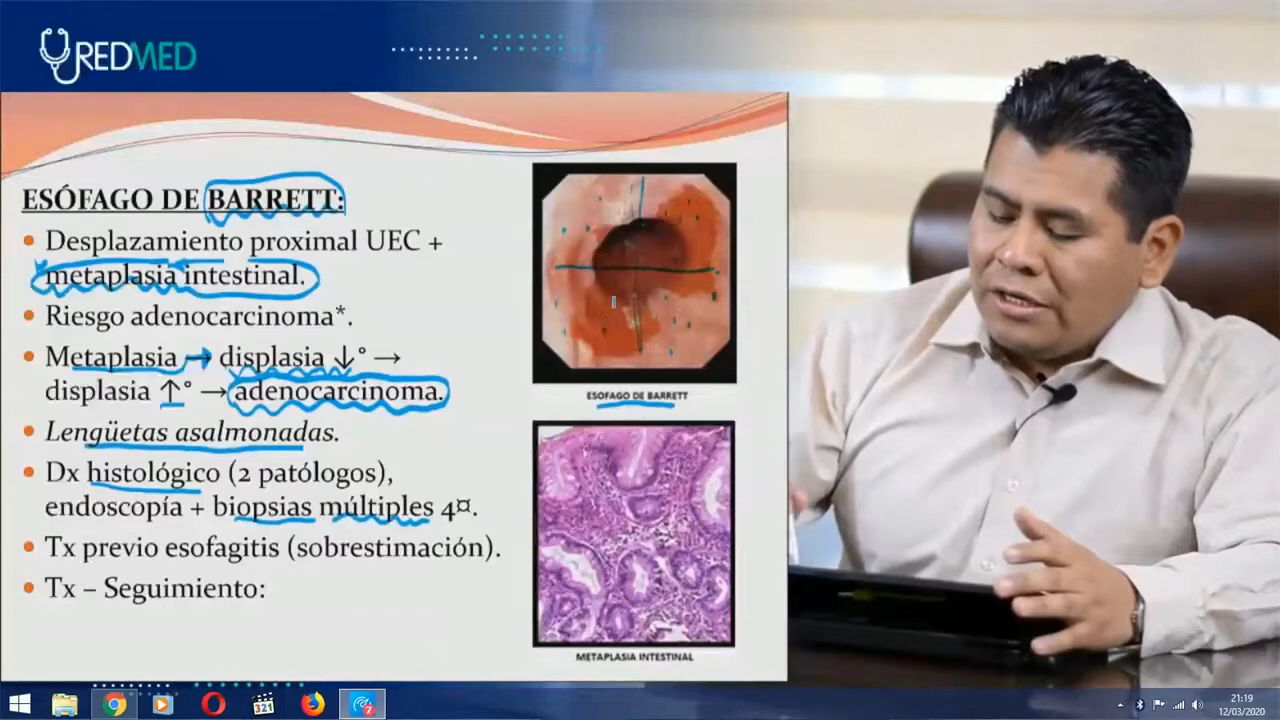 REDMED
ESÓFAGO DE BARRETT:
• Desplazamiento proximal UEC +
metaplasia intestinal.
• Riesgo adenocarcinoma*.
• Metaplasia → displasia ↓° →
displasia ↑° → adenocarcinoma.
• Lengüetas asalmonadas.
• Dx histológico (2 patólogos),
endoscopía + biopsias múltiples 4¤.
• Tx previo esofagitis (sobrestimación).
• Tx – Seguimiento:
ESOFAGO DE BARRETT
METAPLASIA INTESTINAL
321
7
21:19
12/03/2020